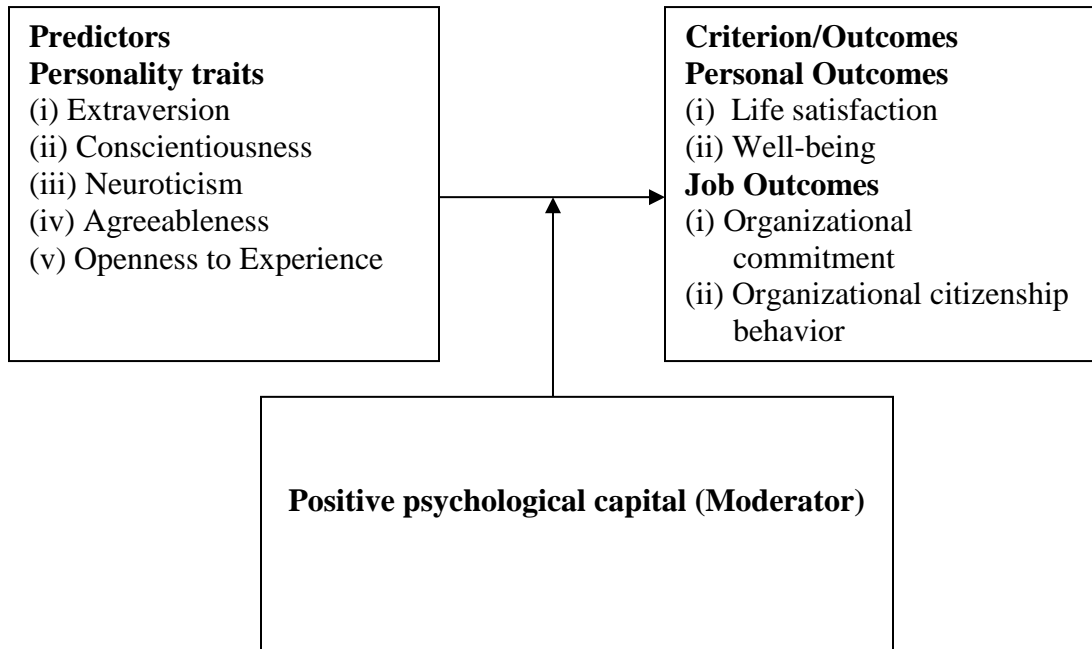 Predictors
Personality traits
(i) Extraversion
(ii) Conscientiousness
(iii) Neuroticism
(iv) Agreeableness
(v) Openness to Experience
Criterion/Outcomes
Personal Outcomes
(i) Life satisfaction
(ii) Well-being
Job Outcomes
(i) Organizational
commitment
(ii) Organizational citizenship
behavior
Positive psychological capital (Moderator)